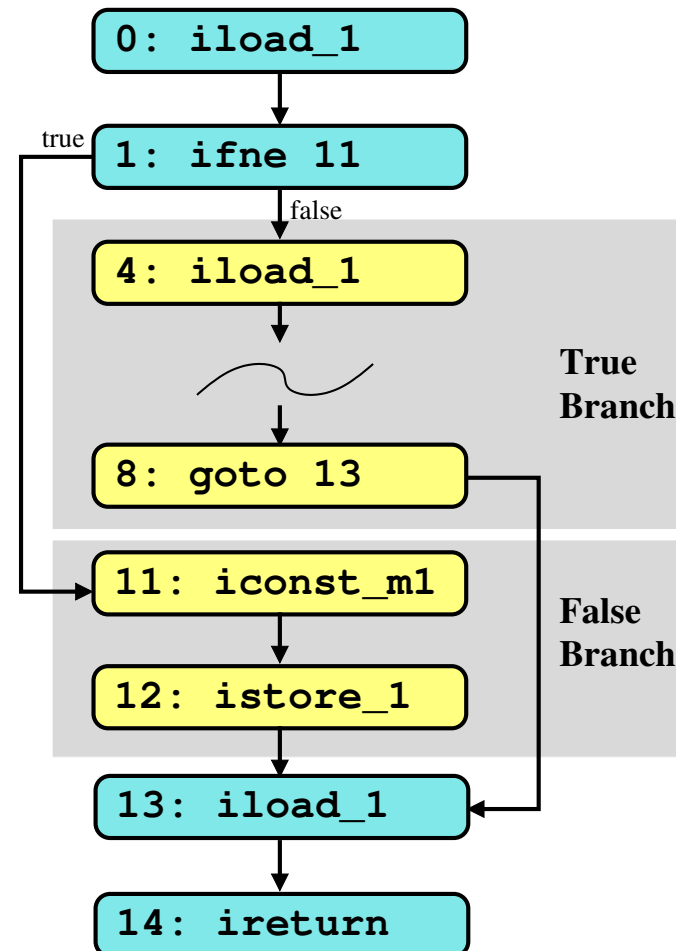 0: iload_1
true
1: ifne 11
false
4: iload_1
True
Branch
8: goto 13
11: iconst_m1
False
Branch
12: istore_1
13: iload_1
14: ireturn